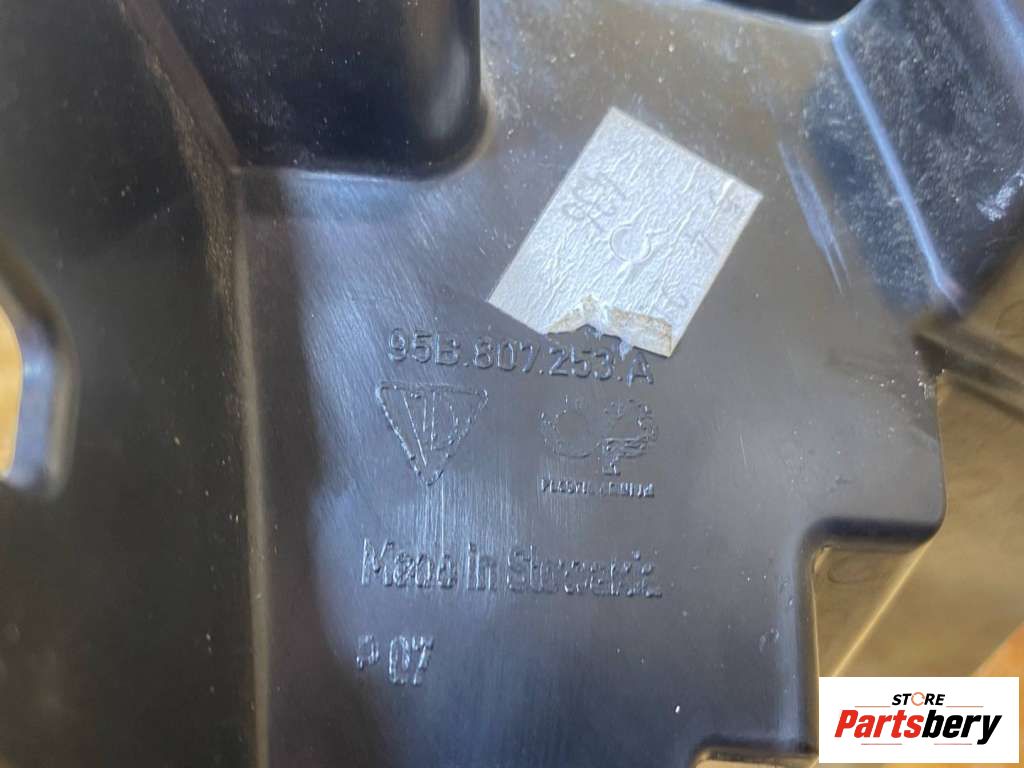 95B.807.253.A
Made in Slovakia
P 07
STORE
Partsbery